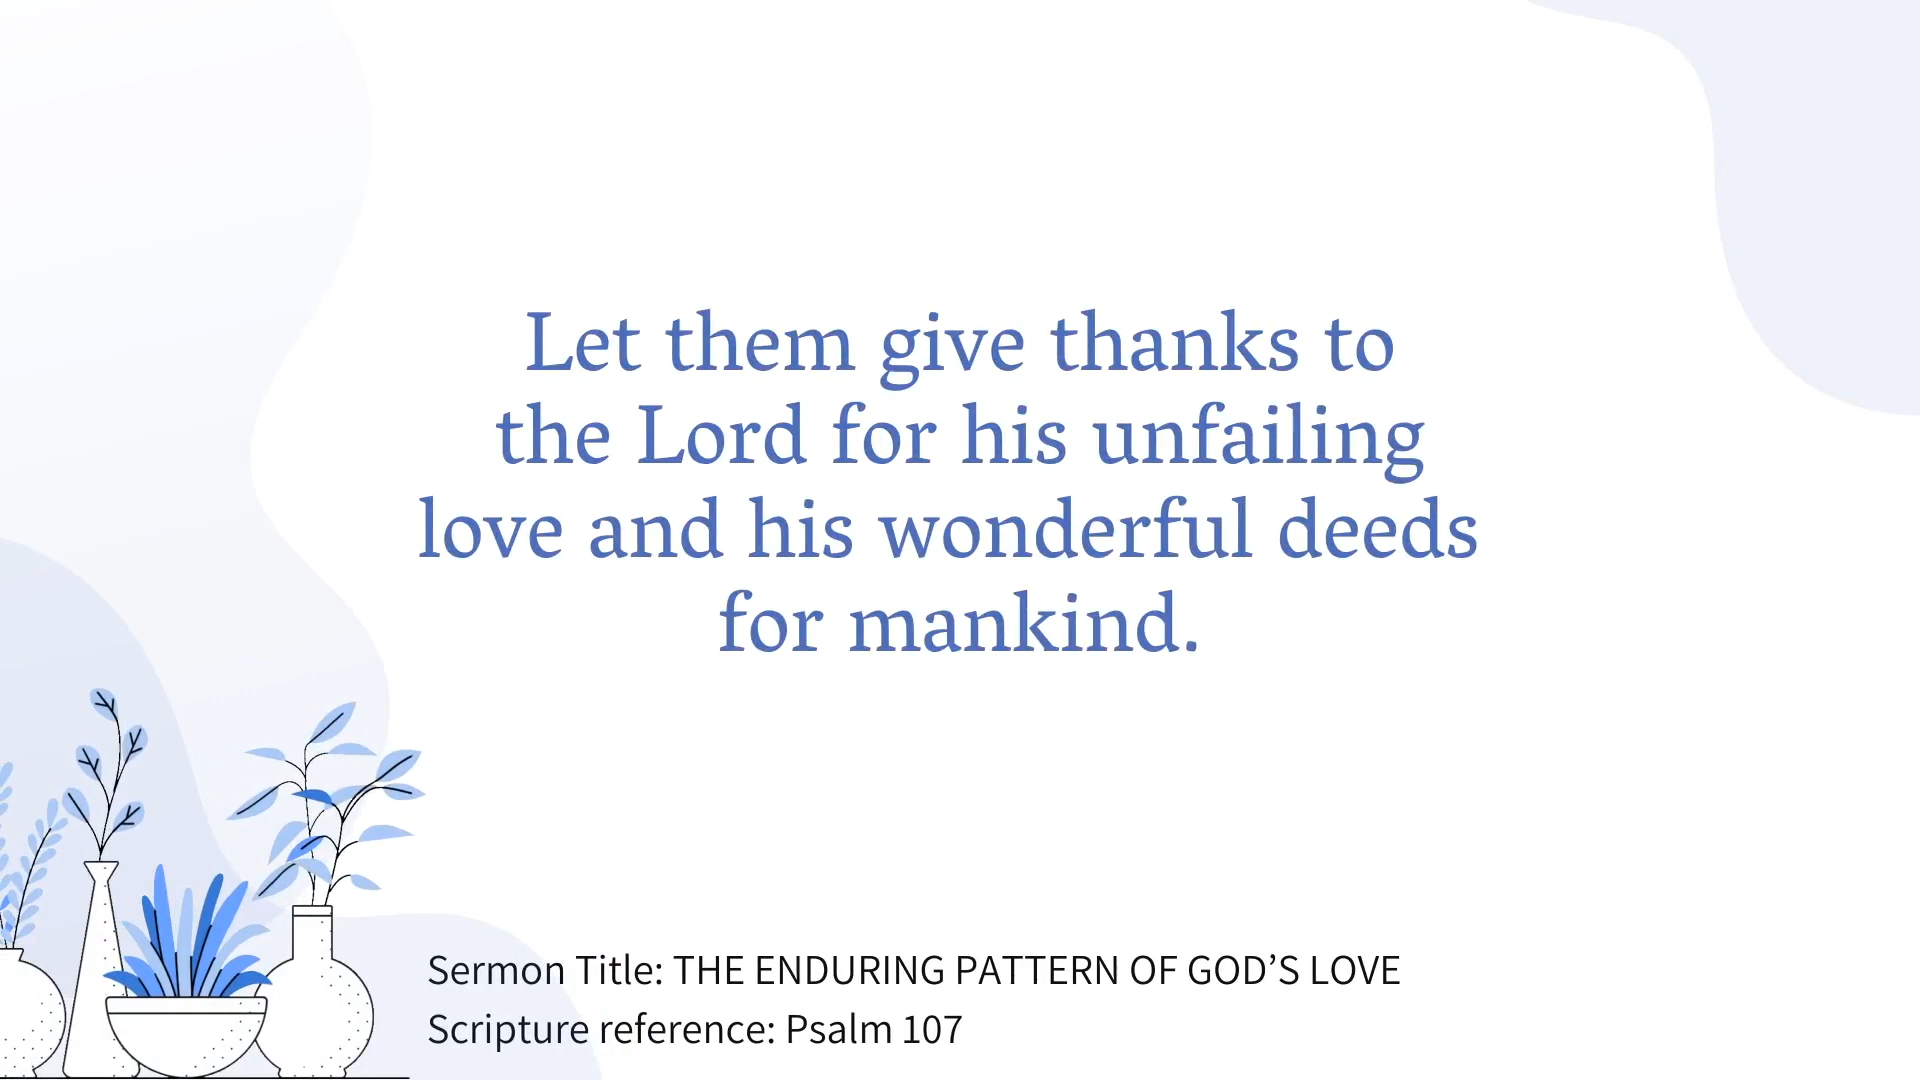 Let them give thanks to
the Lord for his unfailing
love and his wonderful deeds
for mankind.
Sermon Title: THE ENDURING PATTERN OF GOD’S LOVE
Scripture reference: Psalm 107